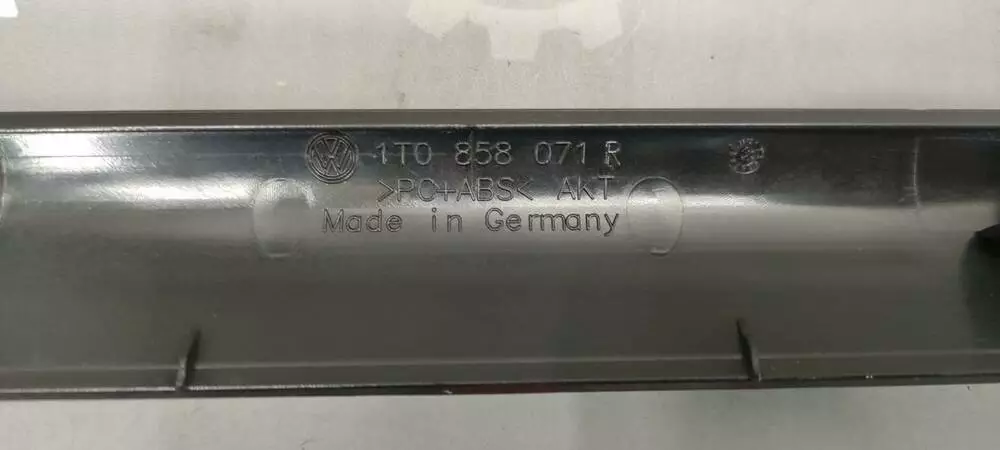 1T0 858 071 R
>PC+ABS< AKT
Made in Germany